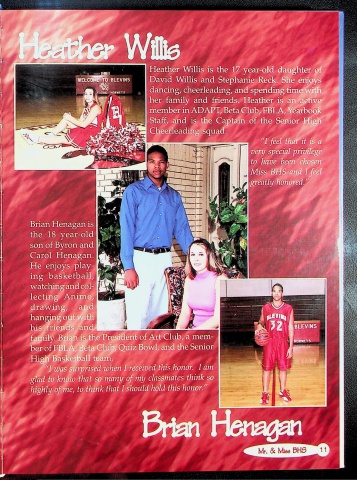 Heather Willis
WELCOME TO BLEVINS
Heather Willis is the 17 year-old daughter of
David Willis and Stephanie Reck. She enjoys
dancing, cheerleading, and spending time with
her family and friends. Heather is an active
member in ADAPT, Beta Club, FBLA, Yearbook
Staff, and is the Captain of the Senior High
Cheerleading squad.
"I feel that it is a
very special privilege
to have been chosen
Miss BHS and I feel
greatly honored."
Brian Henagan is
the 18 year-old
son of Byron and
Carol Henagan.
He enjoys play-
ing basketball,
watching and col-
lecting Anime,
drawing, and
hanging out with
his friends and
family. Brian is the President of Art Club, a mem-
ber of FBLA, Beta Club, Quiz Bowl, and the Senior
High Basketball team.
"I was surprised when I received this honor. I am
glad to know that so many of my classmates think so
highly of me, to think that I should hold this honor."
BLEVINS
BLEVINS
32
Brian Henagan
Mr. & Miss BHS 11